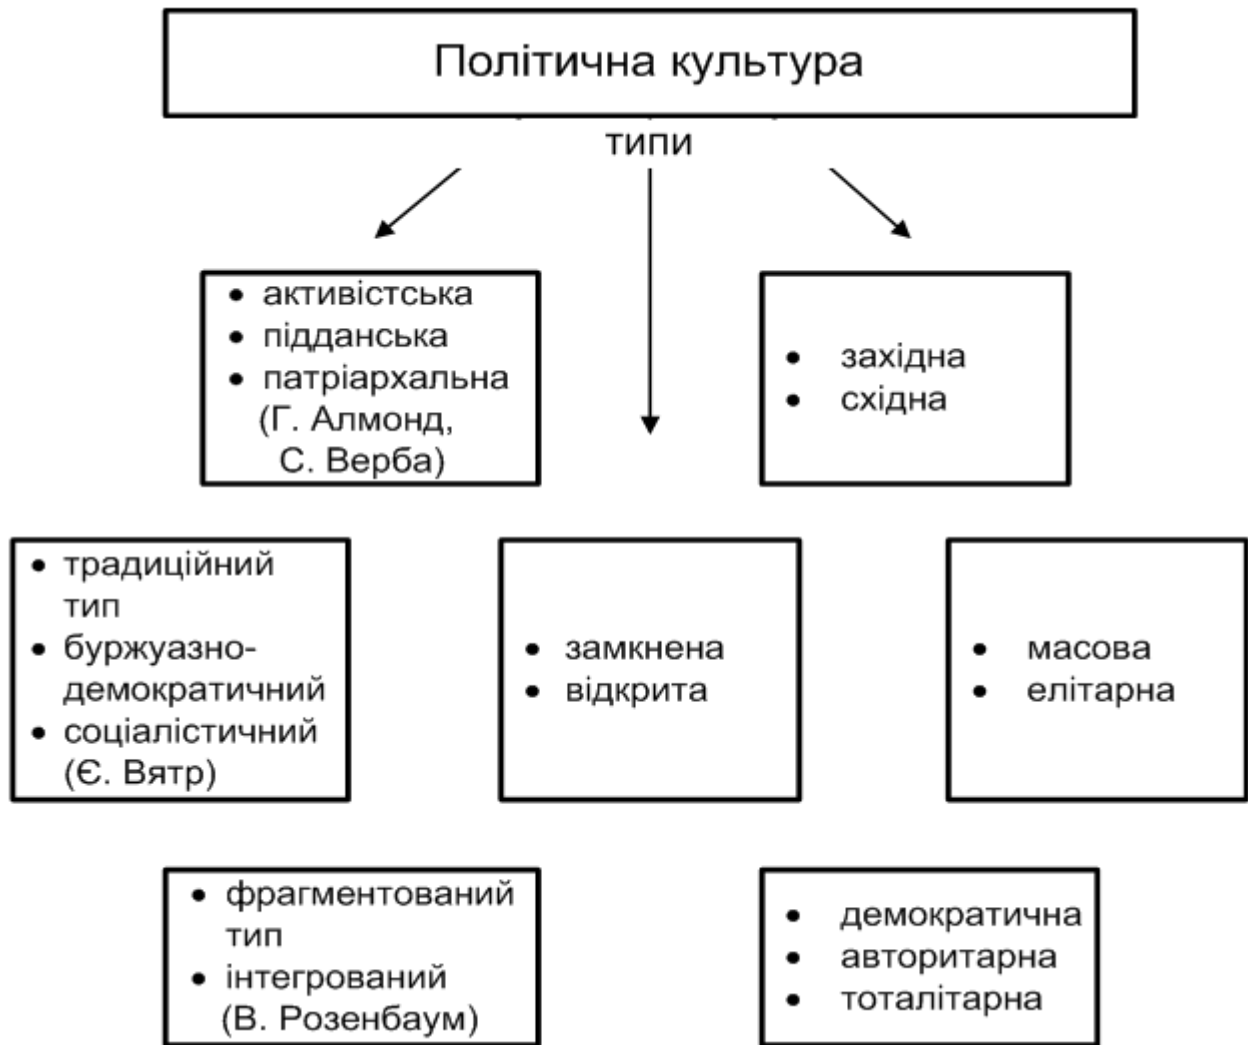 Політична культура
типи
• активістська
• підданська
• патріархальна
(Г. Алмонд,
С. Верба)
• західна
• східна
• традиційний
тип
• буржуазно-
демократичний
• соціалістичний
(Є. Вятр)
• замкнена
• відкрита
• масова
• елітарна
• фрагментований
тип
• інтегрований
(В. Розенбаум)
• демократична
• авторитарна
• тоталітарна